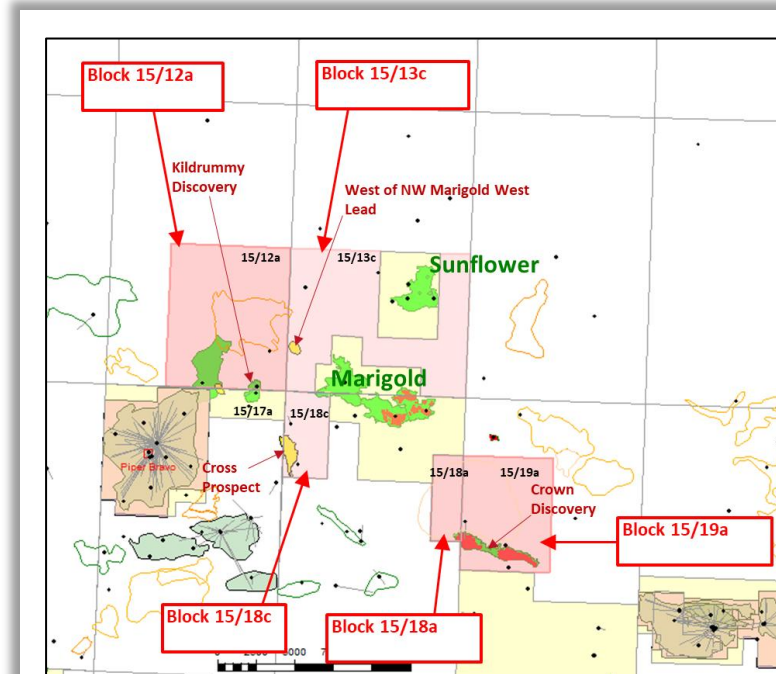 Block 15/12a
Block 15/13c
Kildrummy
Discovery
West of NW Marigold West
Lead
15/12a
15/13c
Sunflower
Marigold
15/17a
15/18c
Piper Bravo
Cross
Prospect
15/18a
15/19a
Crown
Discovery
Block 15/19a
Block 15/18c
Block 15/18a
0